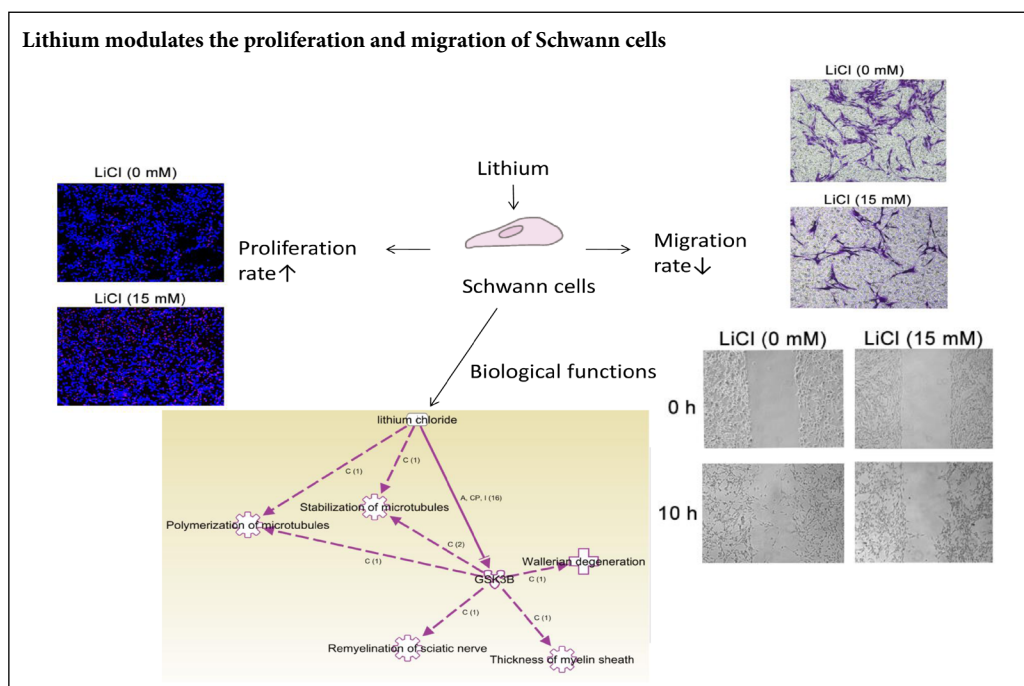 Lithium modulates the proliferation and migration of Schwann cells
LiCl (0 mM)
LiCl (15 mM)
Proliferation
rate↑
Lithium
Schwann cells
Migration
rate↓
LiCl (0 mM)
LiCl (15 mM)
Biological functions
LiCl (0 mM)
LiCl (15 mM)
0 h
10 h
lithium chloride
C (1)
C (1)
A, CP, I (16)
Stabilization of microtubules
Polymerization of microtubules
C (2)
C (1)
Wallerian degeneration
GSK3B
C (1)
C (1)
C (1)
Remyelination of sciatic nerve
Thickness of myelin sheath